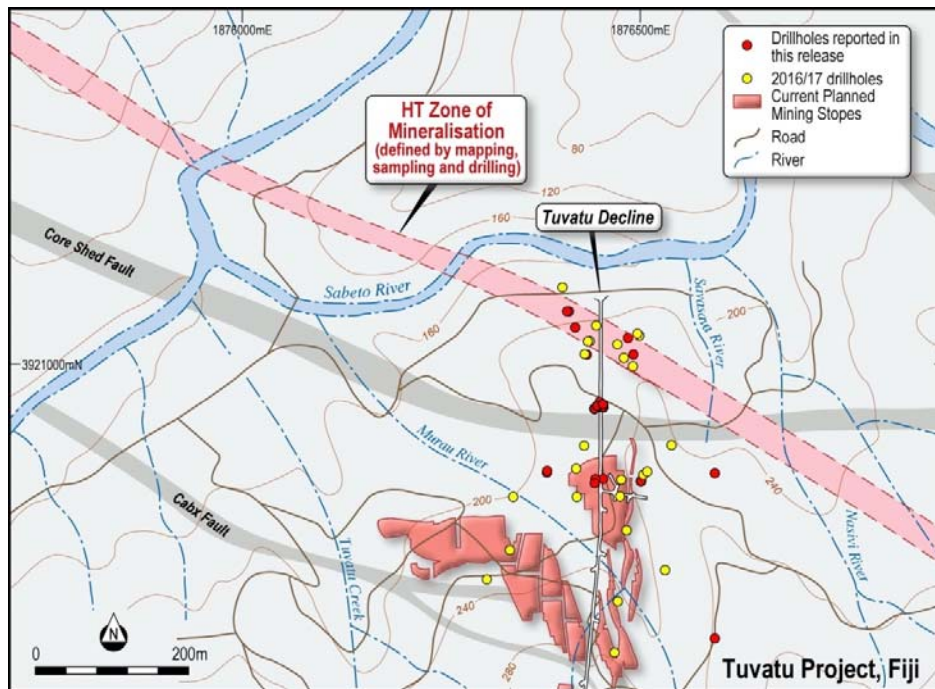 1876000mE
1876500mE
Drillholes reported in
this release
2016/17 drillholes
Current Planned
Mining Stopes
Road
River
HT Zone of
Mineralisation
(defined by mapping,
sampling and drilling)
80
120
160
Tuvatu Decline
Core Shed Fault
Sabeto River
Savasava River
200
160
3921000mN
Murau River
240
200
Cabx Fault
Nasivi River
Tuvatu Creek
240
280
N
0
200m
Tuvatu Project, Fiji